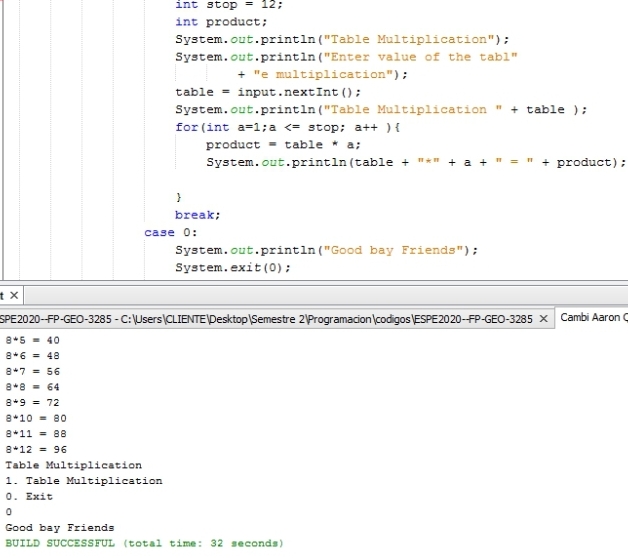 int stop = 12;
int product;
System.out.println("Table Multiplication");
System.out.println("Enter value of the tabl"
+ "e multiplication");
table = input.nextInt();
System.out.println("Table Multiplication " + table );
for(int a=1;a <= stop; a++ ){
product = table * a;
System.out.println(table + "*" + a + " = " + product);
}
break;
case 0:
System.out.println("Good bay Friends");
System.exit(0);
t ×
SPE2020--FP-GEO-3285 - C:\Users\CLIENTE\Desktop\Semestre 2\Programacion\codigos\ESPE2020--FP-GEO-3285 × Cambi Aaron Q
8*5 = 40
8*6 = 48
8*7 = 56
8*8 = 64
8*9 = 72
8*10 = 80
8*11 = 88
8*12 = 96
Table Multiplication
1. Table Multiplication
0. Exit
0
Good bay Friends
BUILD SUCCESSFUL (total time: 32 seconds)